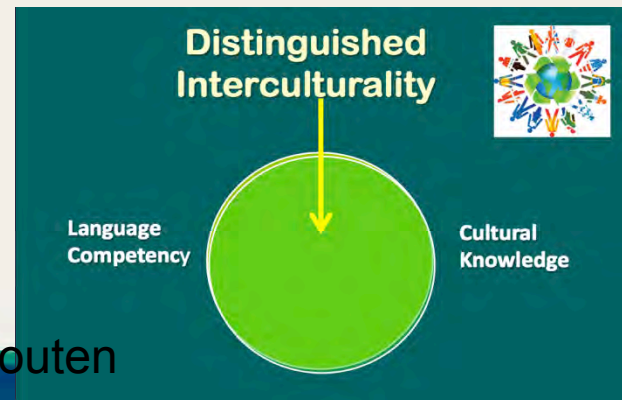 Distinguished
Interculturality
Language
Competency
Cultural
Knowledge
outen